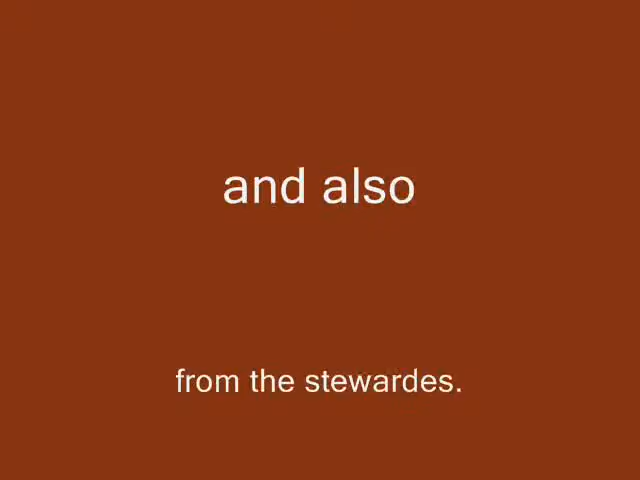 and also
from the stewardes.